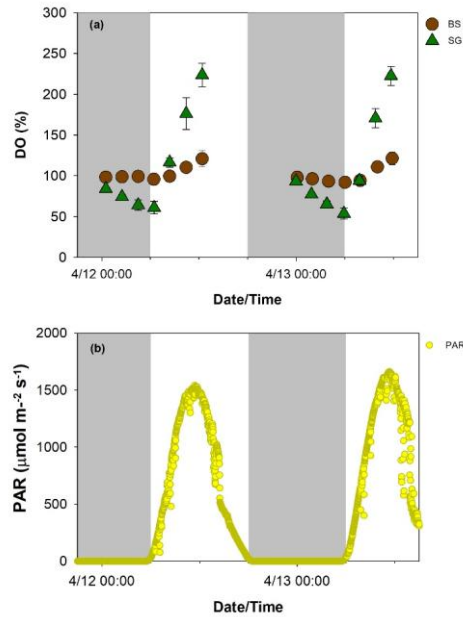 (a)
BS
SG
300
250
200
150
100
50
0
DO (%)
4/12 00:00
4/13 00:00
Date/Time
(b)
PAR
2000
1500
1000
500
0
PAR (μmol m-² s⁻¹)
4/12 00:00
4/13 00:00
Date/Time